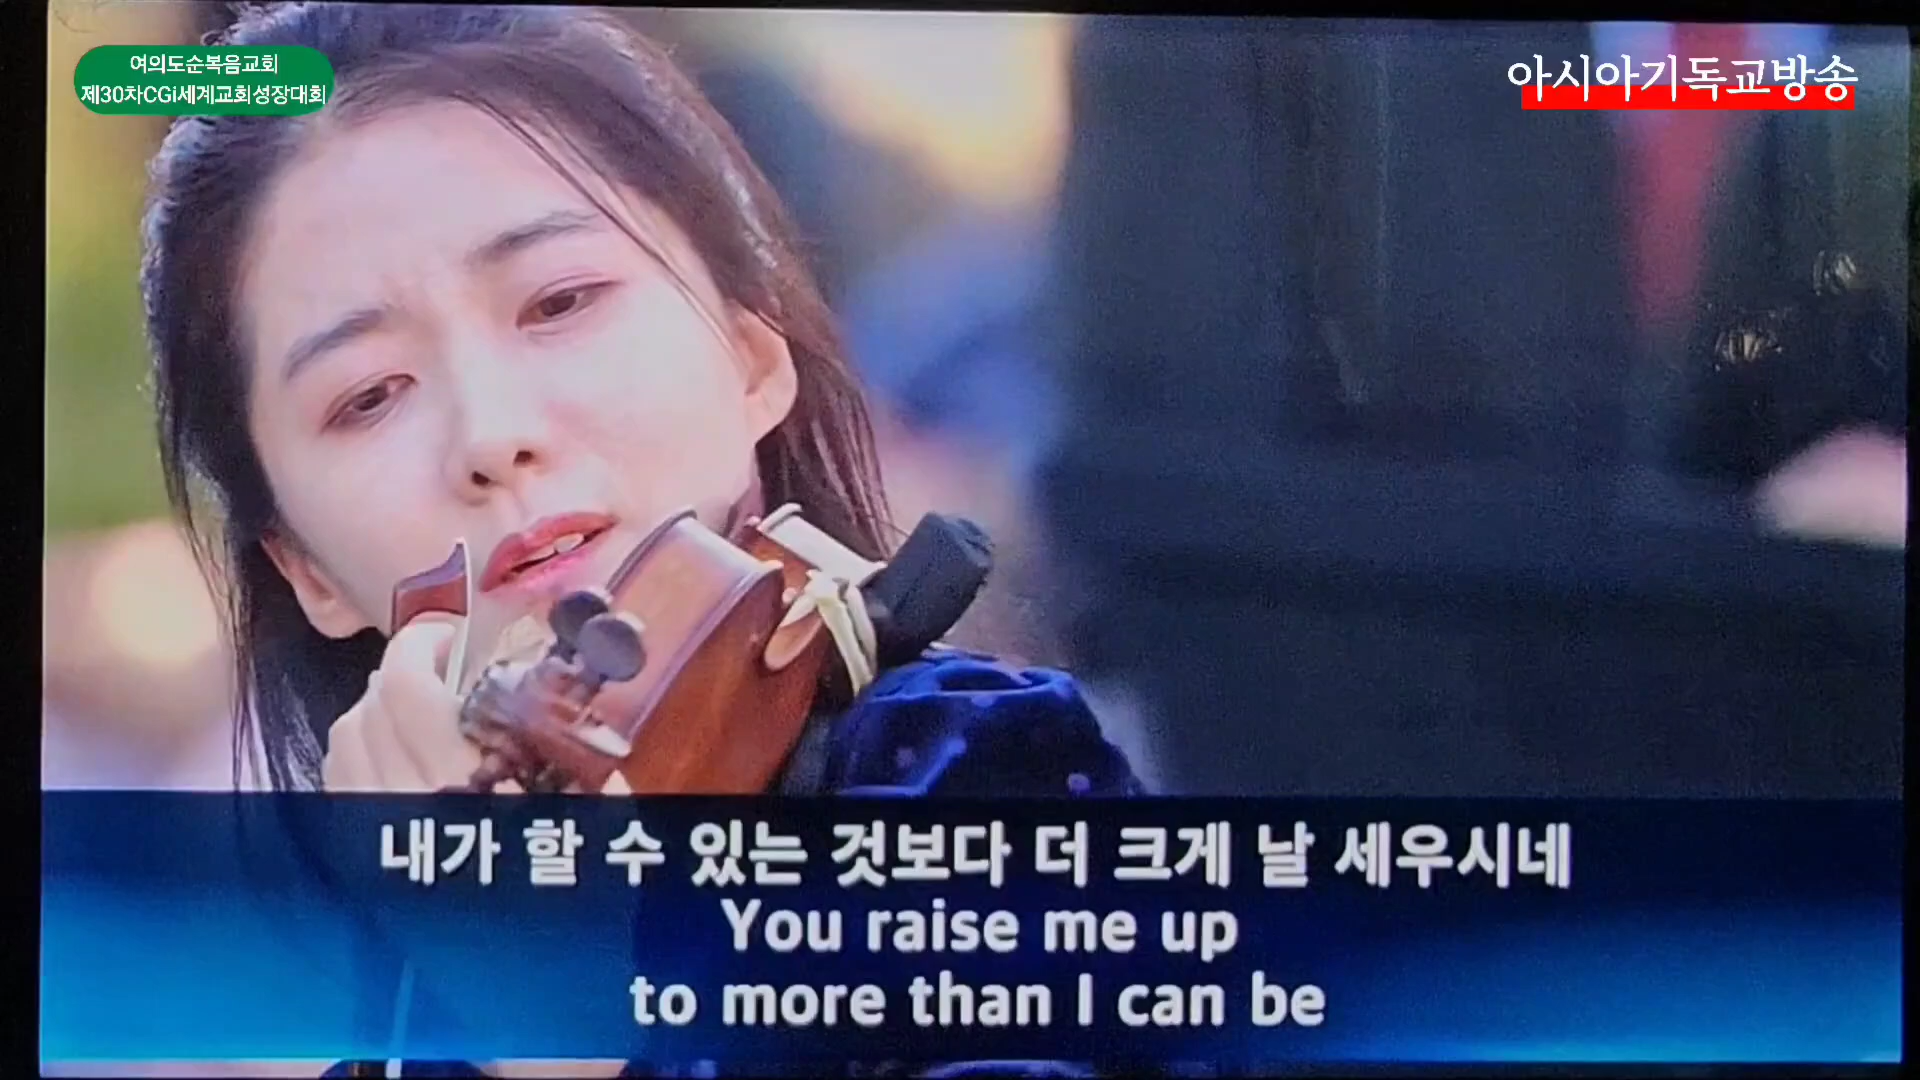 여의도순복음교회
제30차CGi세계교회성장대회
아시아기독교방송
내가 할 수 있는 것보다 더 크게 날 세우시네
You raise me up
to more than I can be